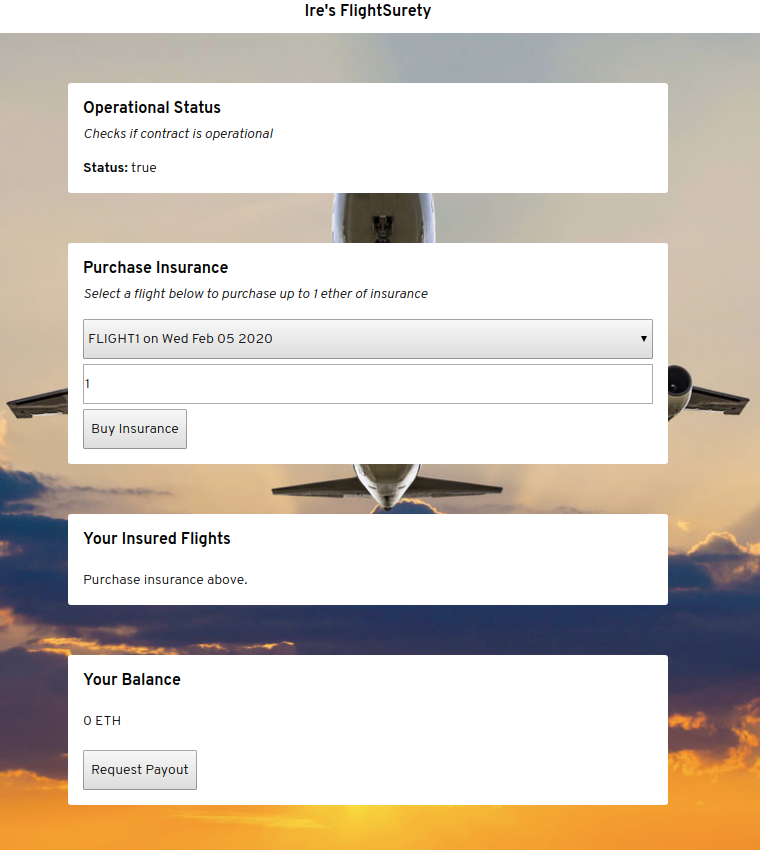 Ire's FlightSurety
Operational Status
Checks if contract is operational
Status: true
Purchase Insurance
Select a flight below to purchase up to 1 ether of insurance
FLIGHT1 on Wed Feb 05 2020
1
Buy Insurance
Your Insured Flights
Purchase insurance above.
Your Balance
0 ETH
Request Payout